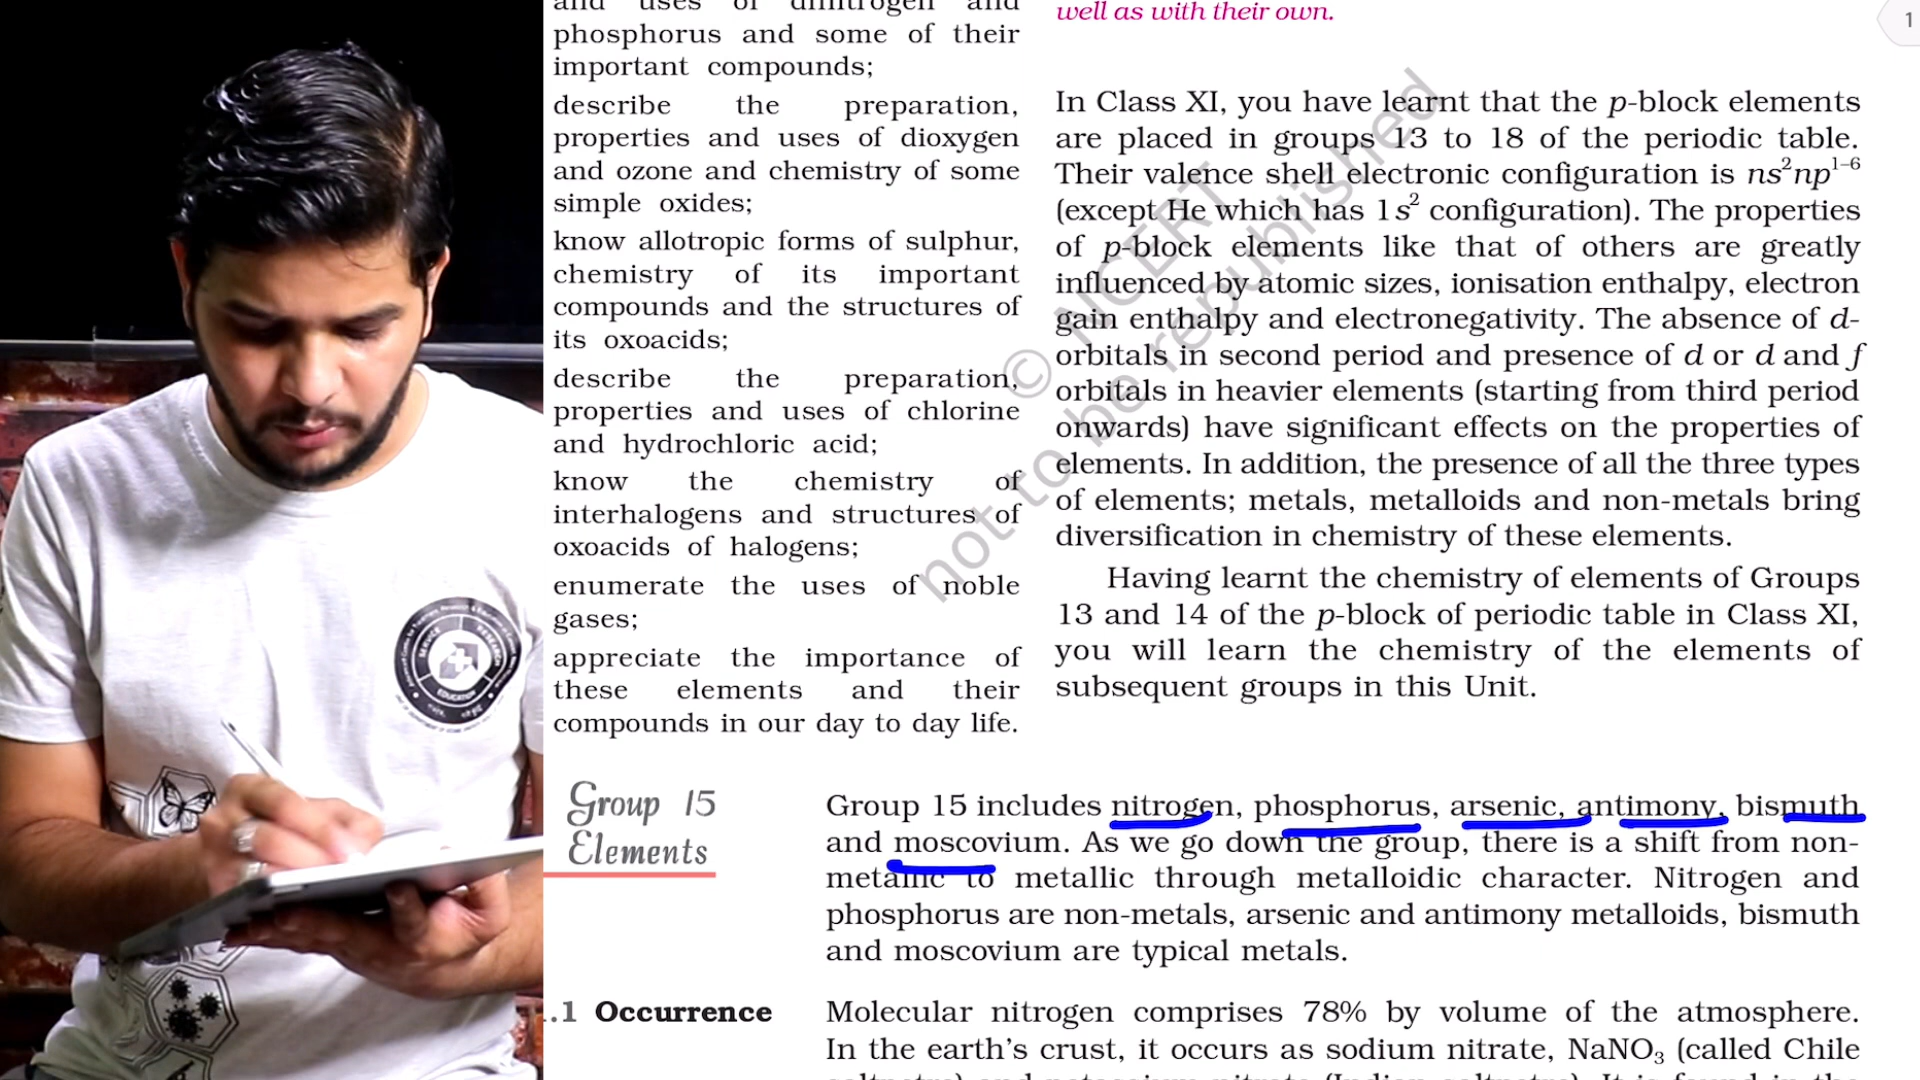 and uses of dinitrogen and
phosphorus and some of their
important compounds;
describe the preparation,
properties and uses of dioxygen
and ozone and chemistry of some
simple oxides;
know allotropic forms of sulphur,
chemistry of its important
compounds and the structures of
its oxoacids;
describe the preparation,
properties and uses of chlorine
and hydrochloric acid;
know the chemistry of
interhalogens and structures of
oxoacids of halogens;
enumerate the uses of noble
gases;
appreciate the importance of
these elements and their
compounds in our day to day life.
well as with their own.
1
In Class XI, you have learnt that the p-block elements
are placed in groups 13 to 18 of the periodic table.
Their valence shell electronic configuration is ns²np¹⁻⁶
(except He which has 1s² configuration). The properties
of p-block elements like that of others are greatly
influenced by atomic sizes, ionisation enthalpy, electron
gain enthalpy and electronegativity. The absence of d-
orbitals in second period and presence of d or d and f
orbitals in heavier elements (starting from third period
onwards) have significant effects on the properties of
elements. In addition, the presence of all the three types
of elements; metals, metalloids and non-metals bring
diversification in chemistry of these elements.
Having learnt the chemistry of elements of Groups
13 and 14 of the p-block of periodic table in Class XI,
you will learn the chemistry of the elements of
subsequent groups in this Unit.
© NCERT
not to be republished
Group 15
Elements
Group 15 includes nitrogen, phosphorus, arsenic, antimony, bismuth
and moscovium. As we go down the group, there is a shift from non-
metallic to metallic through metalloidic character. Nitrogen and
phosphorus are non-metals, arsenic and antimony metalloids, bismuth
and moscovium are typical metals.
.1 Occurrence
Molecular nitrogen comprises 78% by volume of the atmosphere.
In the earth's crust, it occurs as sodium nitrate, NaNO₃ (called Chile
SERVICE
RESEARCH
EDUCATION